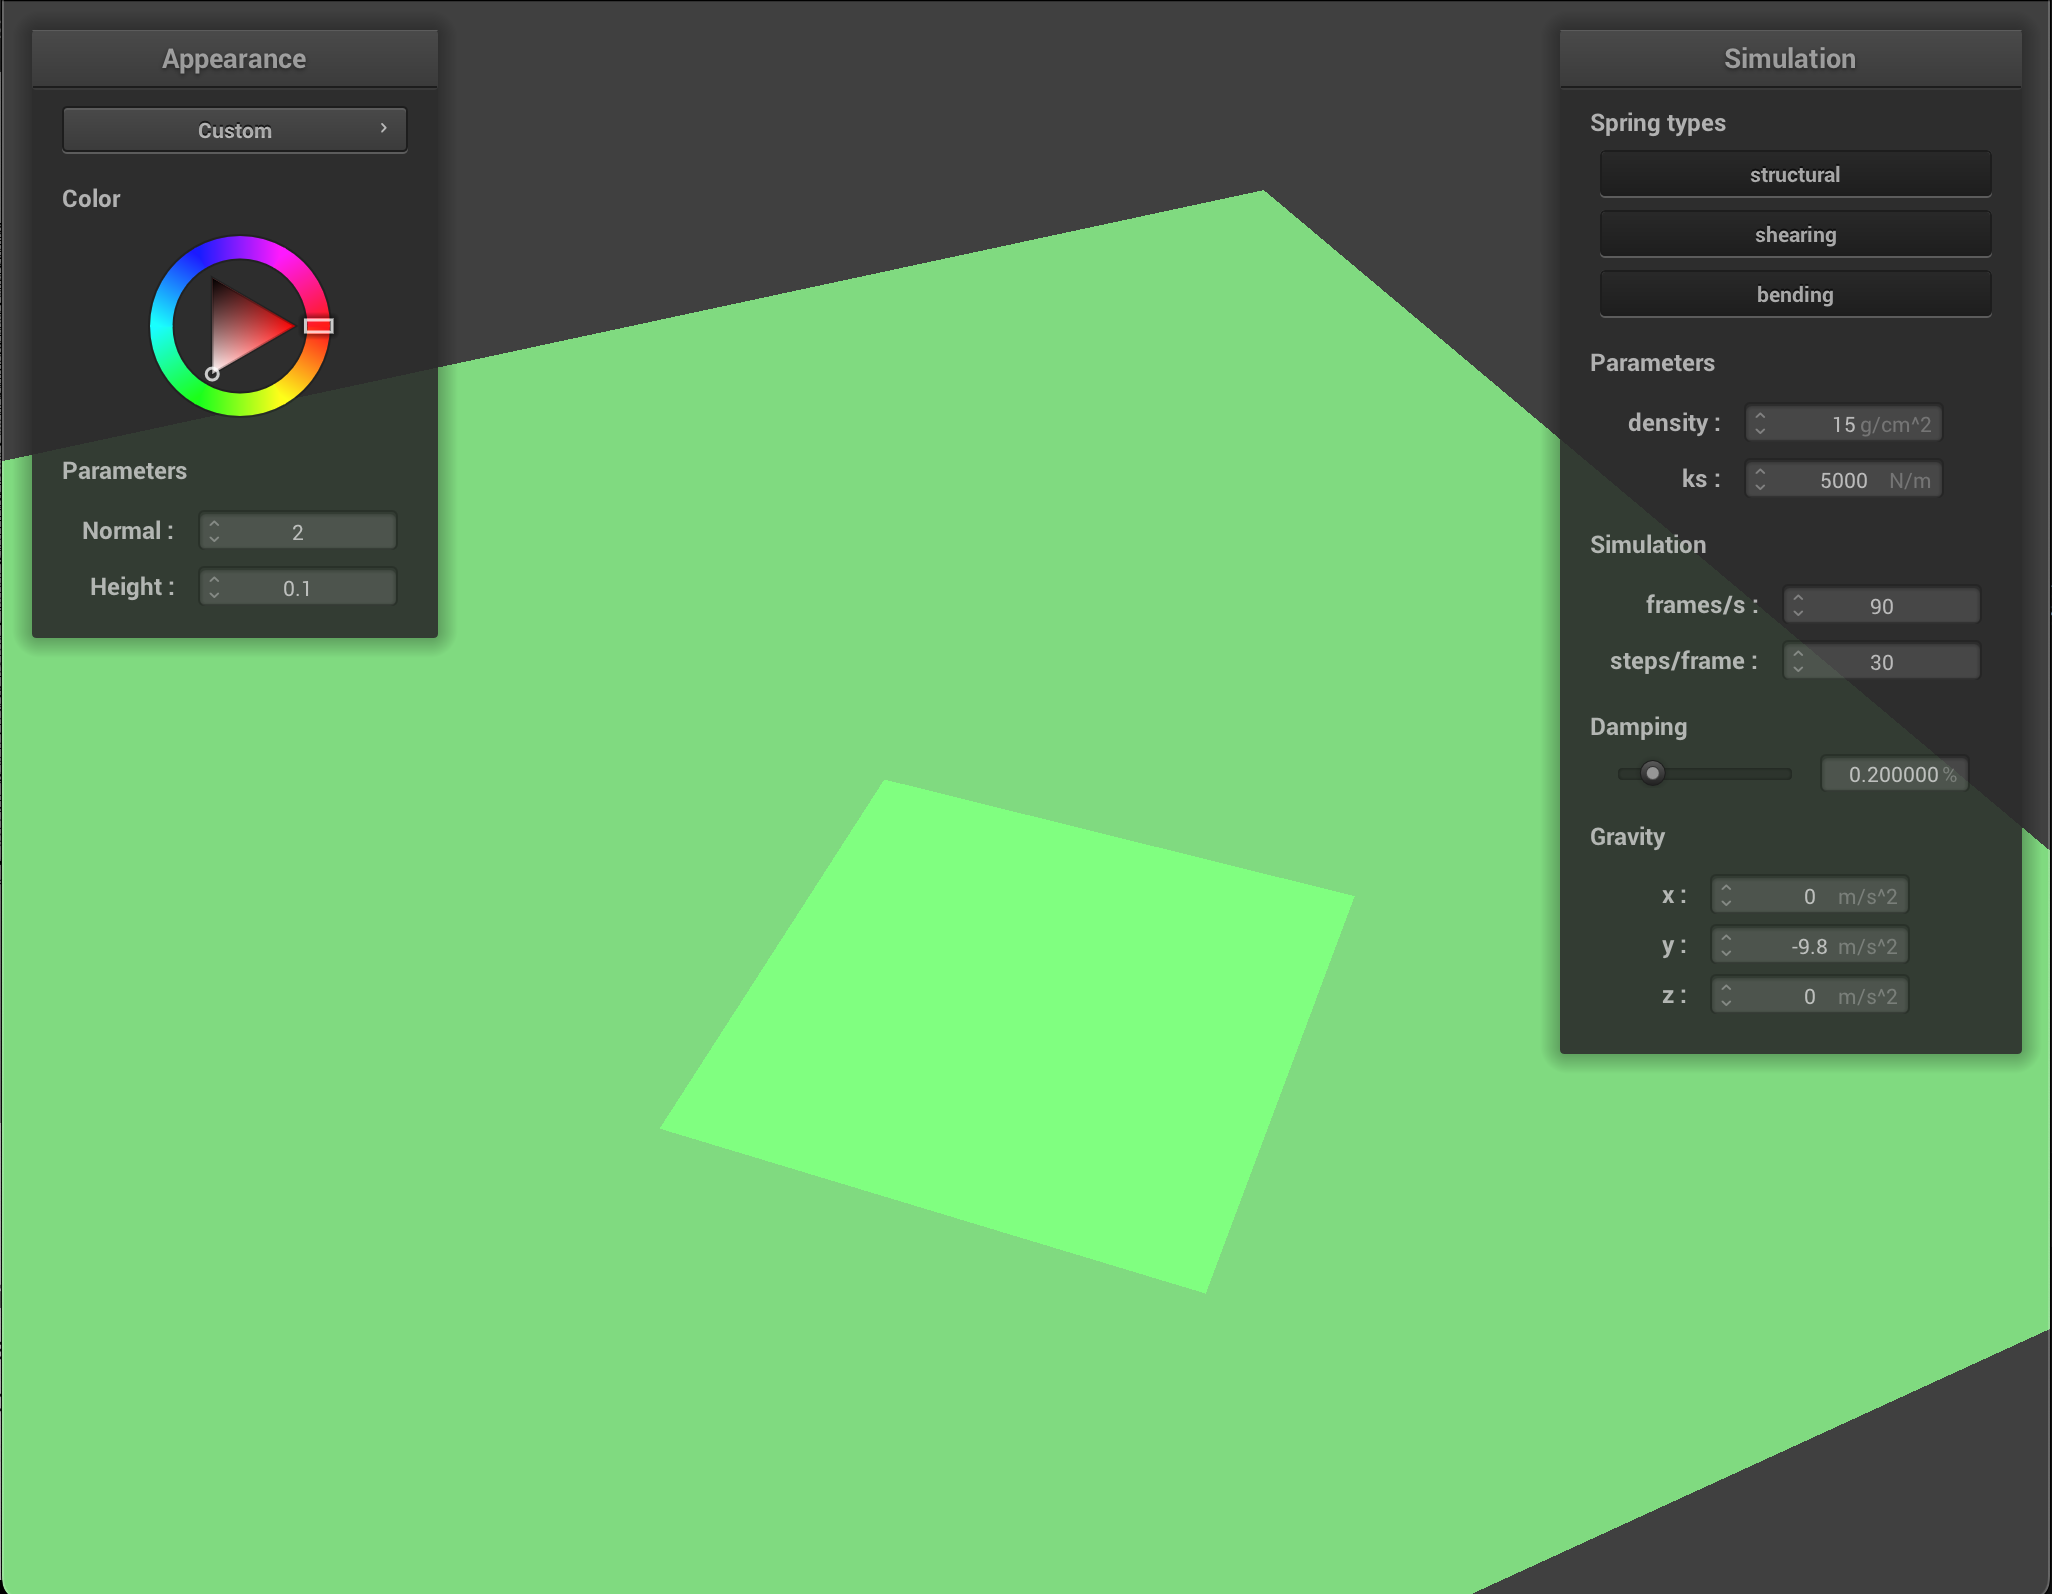 Appearance
Custom
Color
Parameters
Normal : 2
Height : 0.1
Simulation
Spring types
structural
shearing
bending
Parameters
density : 15 g/cm^2
ks : 5000 N/m
Simulation
frames/s : 90
steps/frame : 30
Damping
0.200000 %
Gravity
x : 0 m/s^2
y : -9.8 m/s^2
z : 0 m/s^2